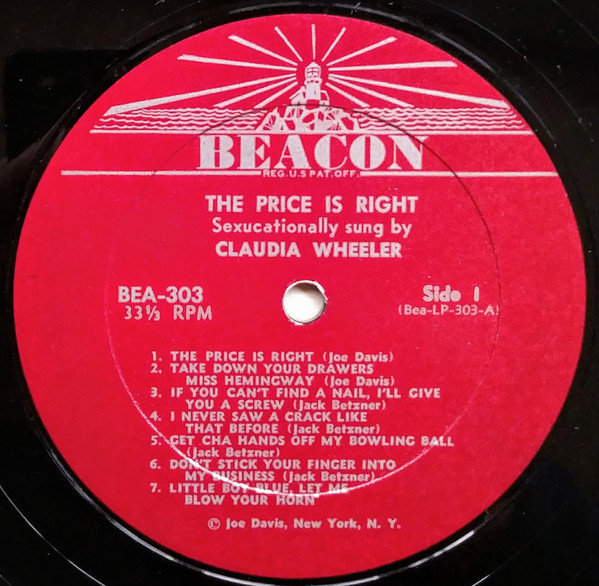 BEACON
REG. U.S PAT. OFF.
THE PRICE IS RIGHT
Sexucationally sung by
CLAUDIA WHEELER
BEA-303
33⅓ RPM
Side 1
(Bea-LP-303-A)
1. THE PRICE IS RIGHT (Joe Davis)
2. TAKE DOWN YOUR DRAWERS
MISS HEMINGWAY (Joe Davis)
3. IF YOU CAN'T FIND A NAIL, I'LL GIVE
YOU A SCREW (Jack Betzner)
4. I NEVER SAW A CRACK LIKE
THAT BEFORE (Jack Betzner)
5. GET CHA HANDS OFF MY BOWLING BALL
(Jack Betzner)
6. DON'T STICK YOUR FINGER INTO
MY BUSINESS (Jack Betzner)
7. LITTLE BOY BLUE, LET ME
BLOW YOUR HORN
© Joe Davis, New York, N. Y.